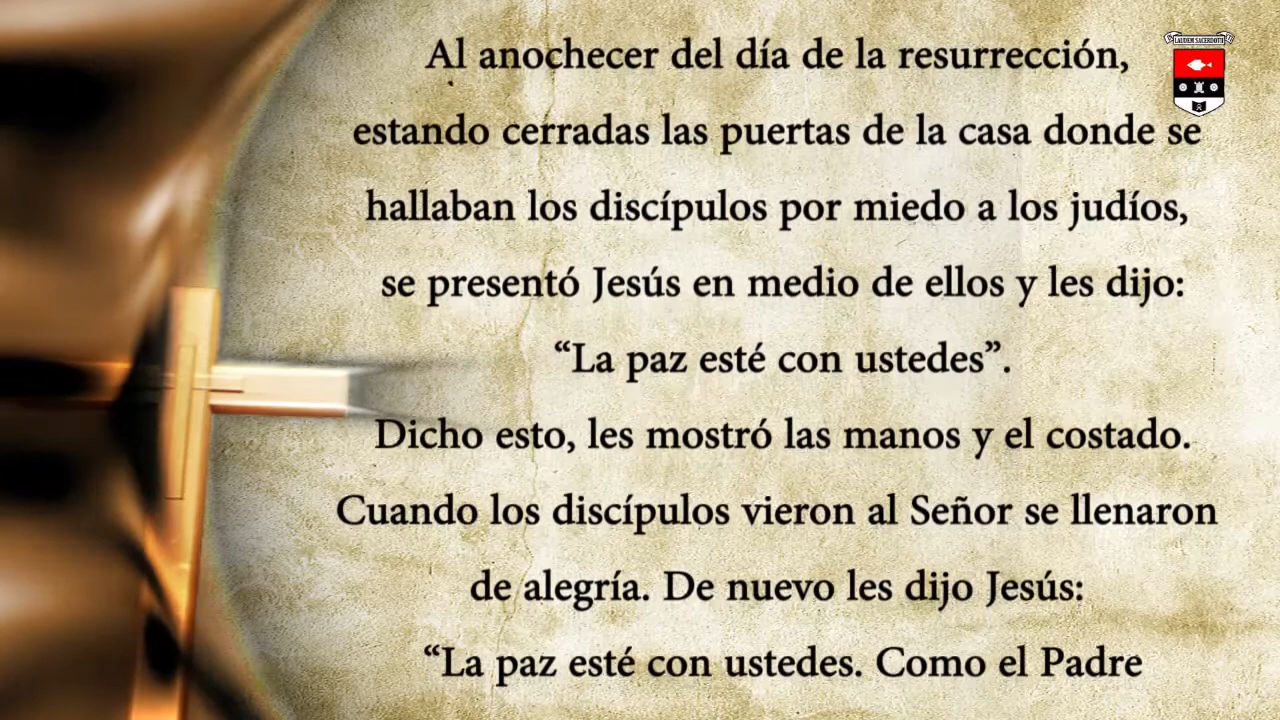 LAUDEM SACERDOTII
Al anochecer del día de la resurrección,
estando cerradas las puertas de la casa donde se
hallaban los discípulos por miedo a los judíos,
se presentó Jesús en medio de ellos y les dijo:
“La paz esté con ustedes”.
Dicho esto, les mostró las manos y el costado.
Cuando los discípulos vieron al Señor se llenaron
de alegría. De nuevo les dijo Jesús:
“La paz esté con ustedes. Como el Padre